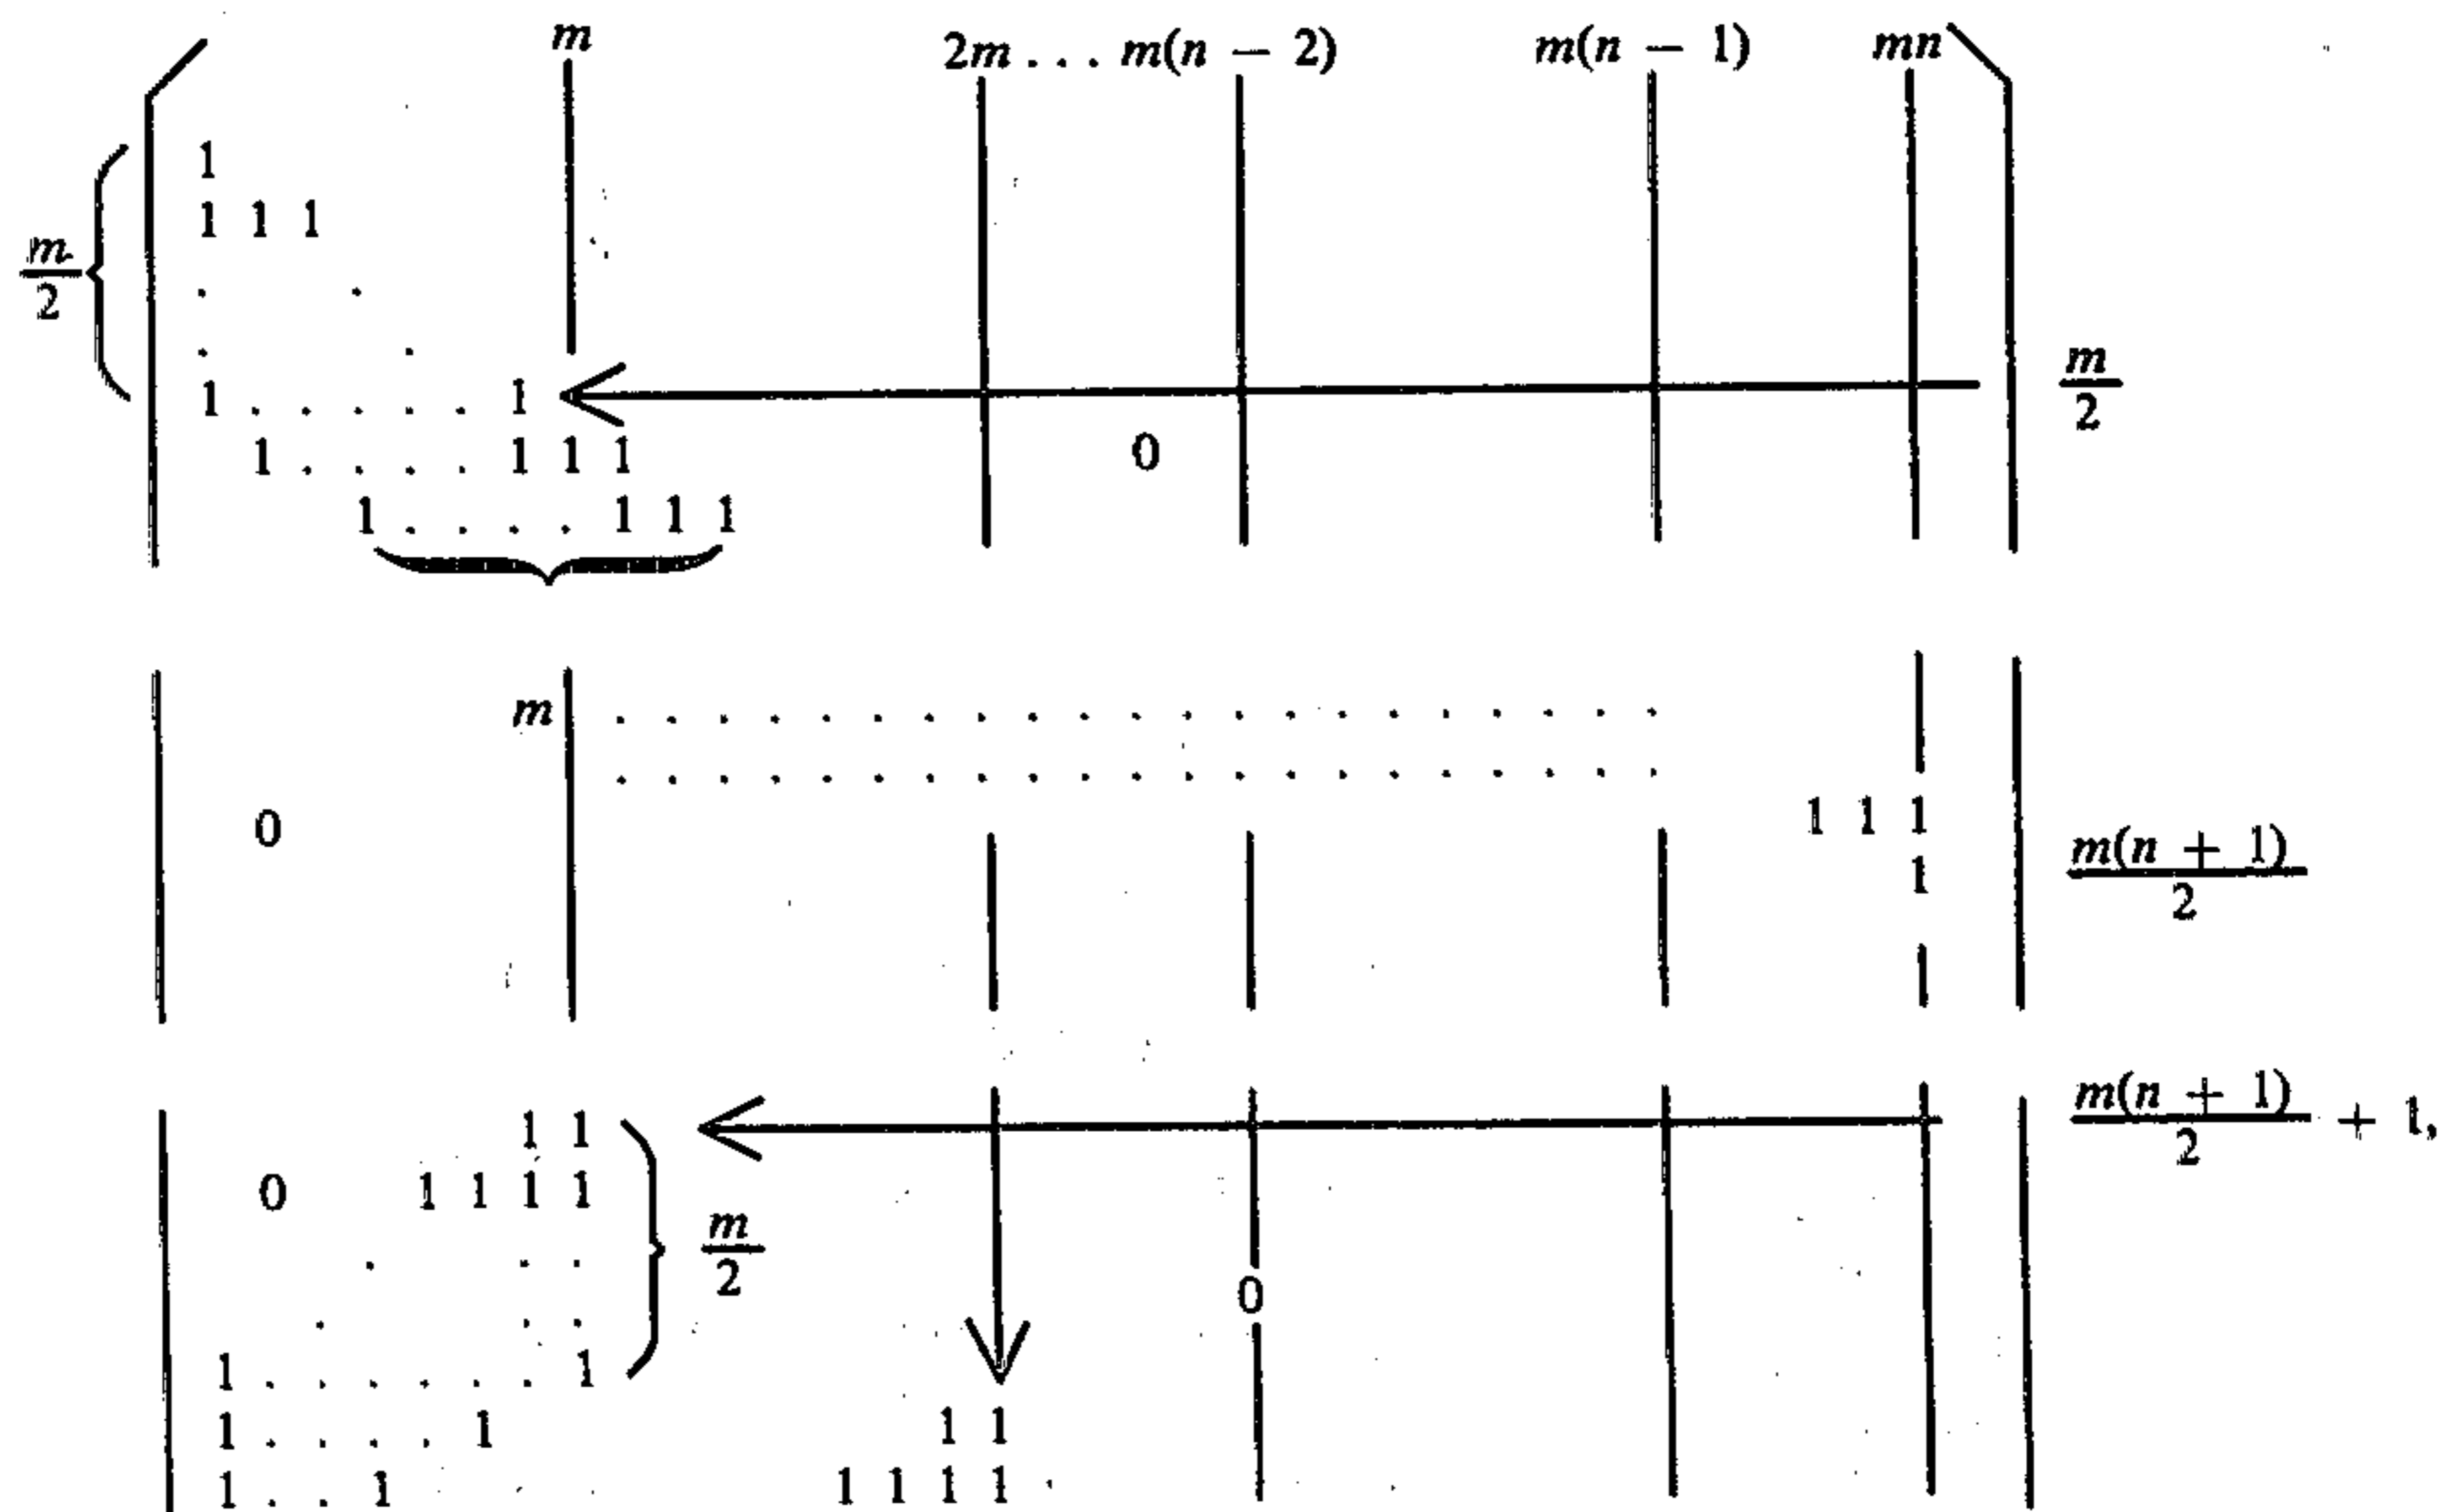 m 2m . . . m(n − 2) m(n − 1) mn
1
1 1 1
m/2
. .
. .
1 . . . . . 1 m/2
1 . . . . 1 1 1 0
1 . . . . 1 1 1
m . . . . . . . . . . . . . . . . . . . . .
. . . . . . . . . . . . . . . . . . . . .
0 1 1 1
1 m(n + 1)/2
1 1 m(n + 1)/2 + 1,
0 1 1 1 1
m/2
. . .
0
. . .
1 . . . . . . 1
1 . . . . 1 1 1
1 . . 1 1 1 1 1